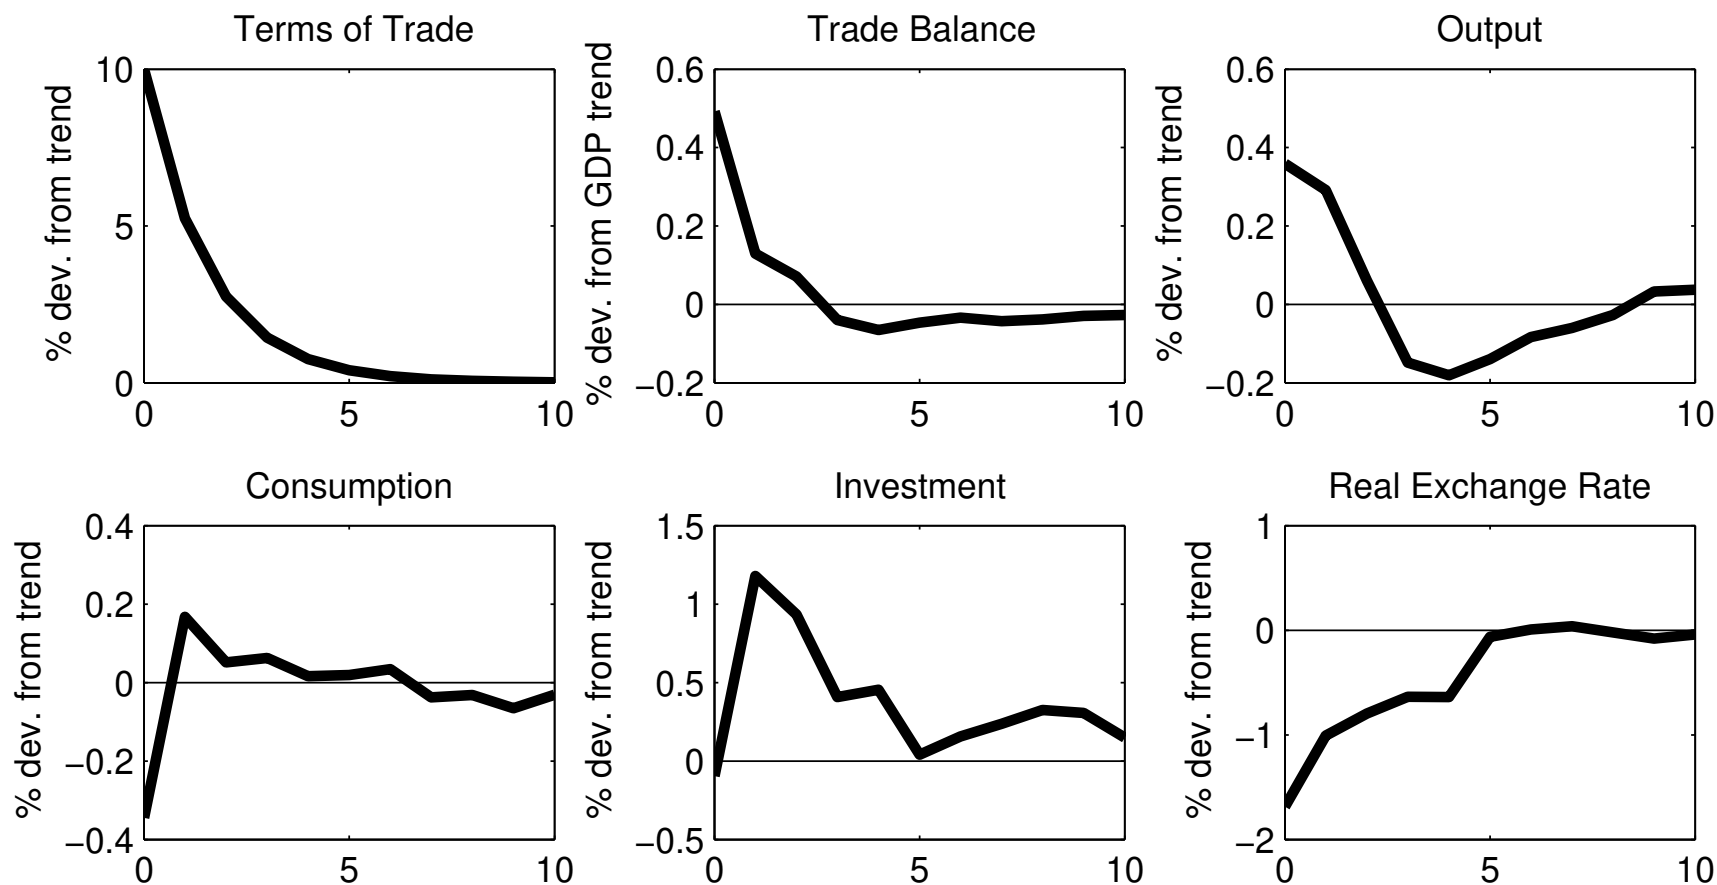 Terms of Trade
% dev. from trend
10
5
0
0 5 10
Trade Balance
% dev. from GDP trend
0.6
0.4
0.2
0
−0.2
0 5 10
Output
% dev. from trend
0.6
0.4
0.2
0
−0.2
0 5 10
Consumption
% dev. from trend
0.4
0.2
0
−0.2
−0.4
0 5 10
Investment
% dev. from trend
1.5
1
0.5
0
−0.5
0 5 10
Real Exchange Rate
% dev. from trend
1
0
−1
−2
0 5 10